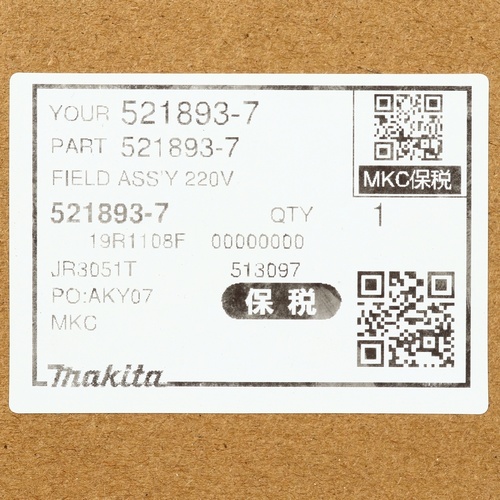 YOUR 521893-7
PART 521893-7
FIELD ASS'Y 220V
MKC保税
521893-7 QTY 1
19R1108F 00000000
JR3051T 513097
PO:AKY07 保税
MKC
makita